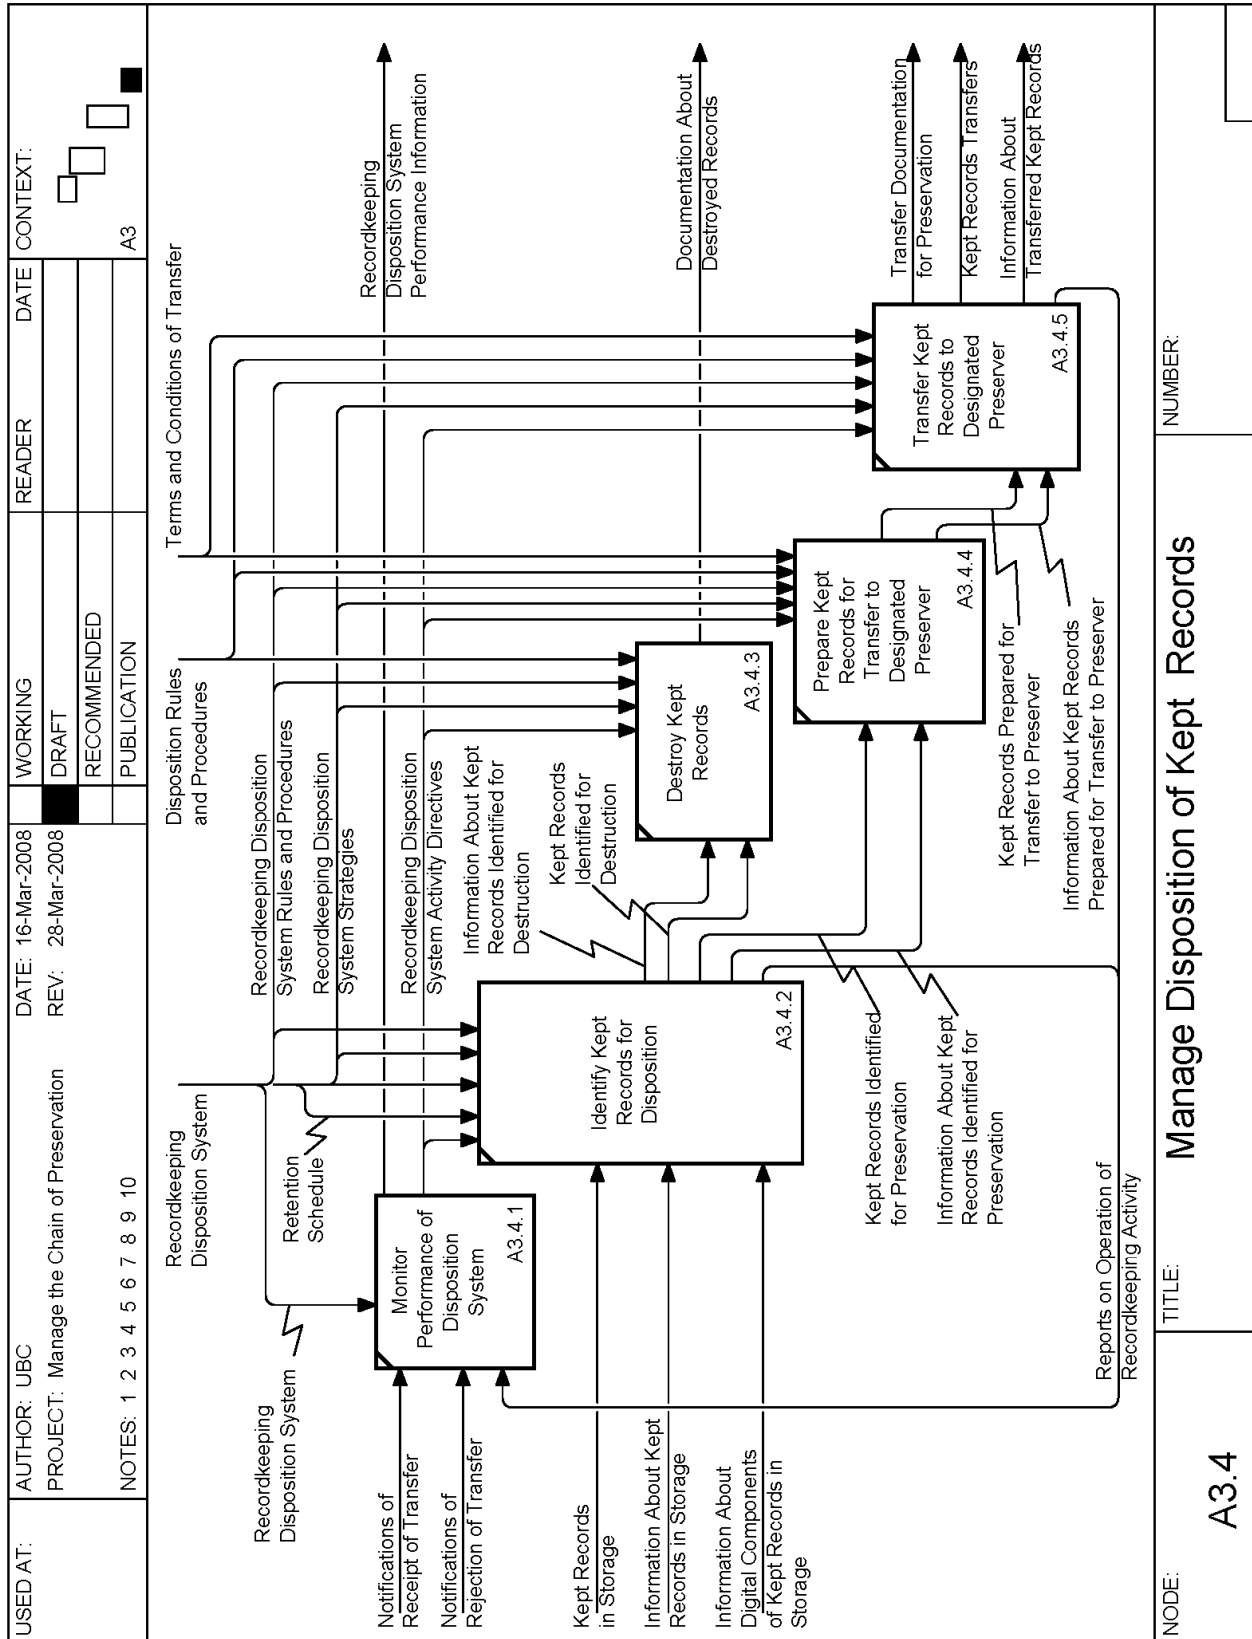 USED AT:
AUTHOR: UBC
PROJECT: Manage the Chain of Preservation
NOTES: 1 2 3 4 5 6 7 8 9 10
DATE: 16-Mar-2008
REV: 28-Mar-2008
WORKING
DRAFT
RECOMMENDED
PUBLICATION
READER
DATE
CONTEXT:
A3
Recordkeeping
Disposition System
Disposition Rules
and Procedures
Terms and Conditions of Transfer
Recordkeeping
Disposition System
Retention
Schedule
Recordkeeping Disposition
System Rules and Procedures
Recordkeeping Disposition
System Strategies
Recordkeeping Disposition
System Activity Directives
Recordkeeping
Disposition System
Performance Information
Notifications of
Receipt of Transfer
Notifications of
Rejection of Transfer
Monitor
Performance of
Disposition
System
A3.4.1
Information About Kept
Records Identified for
Destruction
Kept Records
Identified for
Destruction
Kept Records
in Storage
Information About Kept
Records in Storage
Information About
Digital Components
of Kept Records in
Storage
Identify Kept
Records for
Disposition
A3.4.2
Destroy Kept
Records
A3.4.3
Documentation About
Destroyed Records
Prepare Kept
Records for
Transfer to
Designated
Preserver
A3.4.4
Transfer Kept
Records to
Designated
Preserver
A3.4.5
Transfer Documentation
for Preservation
Kept Records Transfers
Information About
Transferred Kept Records
Kept Records Identified
for Preservation
Information About Kept
Records Identified for
Preservation
Kept Records Prepared for
Transfer to Preserver
Information About Kept Records
Prepared for Transfer to Preserver
Reports on Operation of
Recordkeeping Activity
NODE:
A3.4
TITLE:
Manage Disposition of Kept Records
NUMBER: